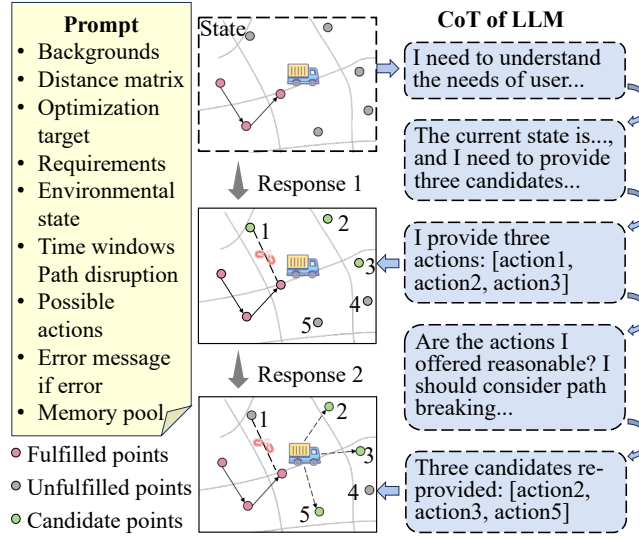 Prompt
• Backgrounds
• Distance matrix
• Optimization
target
• Requirements
• Environmental
state
• Time windows
Path disruption
• Possible
actions
• Error message
if error
• Memory pool
Fulfilled points
Unfulfilled points
Candidate points
State
Response 1
1
2
3
4
5
Response 2
1
2
3
4
5
CoT of LLM
I need to understand
the needs of user...
The current state is...,
and I need to provide
three candidates...
I provide three
actions: [action1,
action2, action3]
Are the actions I
offered reasonable? I
should consider path
breaking...
Three candidates re-
provided: [action2,
action3, action5]